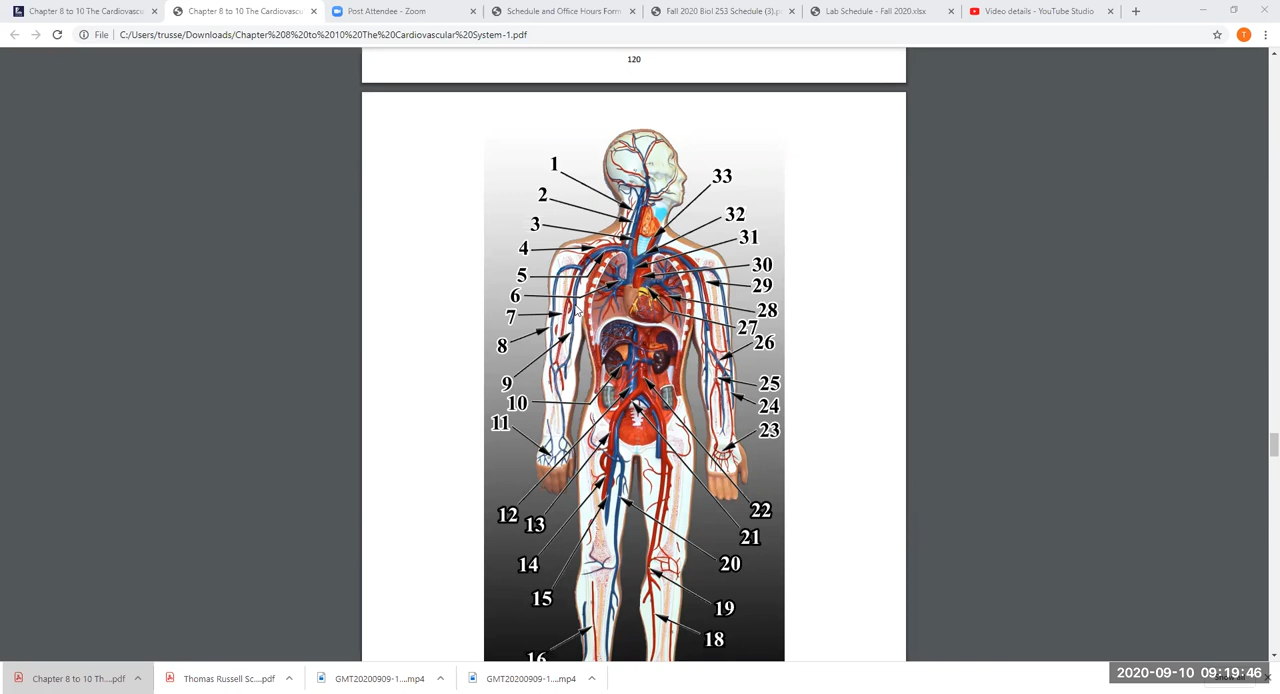 Chapter 8 to 10 The Cardiovascu
Chapter 8 to 10 The Cardiovascu
Post Attendee - Zoom
Schedule and Office Hours Form
Fall 2020 Biol 253 Schedule (3).p
Lab Schedule - Fall 2020.xlsx
Video details - YouTube Studio
File
C:/Users/trusse/Downloads/Chapter%208%20to%2010%20The%20Cardiovascular%20System-1.pdf
T
120
1
33
2
32
3
31
4
30
5
29
6
28
7
27
8
26
9
25
10
24
11
23
12
22
13
21
14
20
15
19
18
16
Chapter 8 to 10 Th....pdf
Thomas Russell Sc....pdf
GMT20200909-1....mp4
GMT20200909-1....mp4
2020-09-10 09:19:46